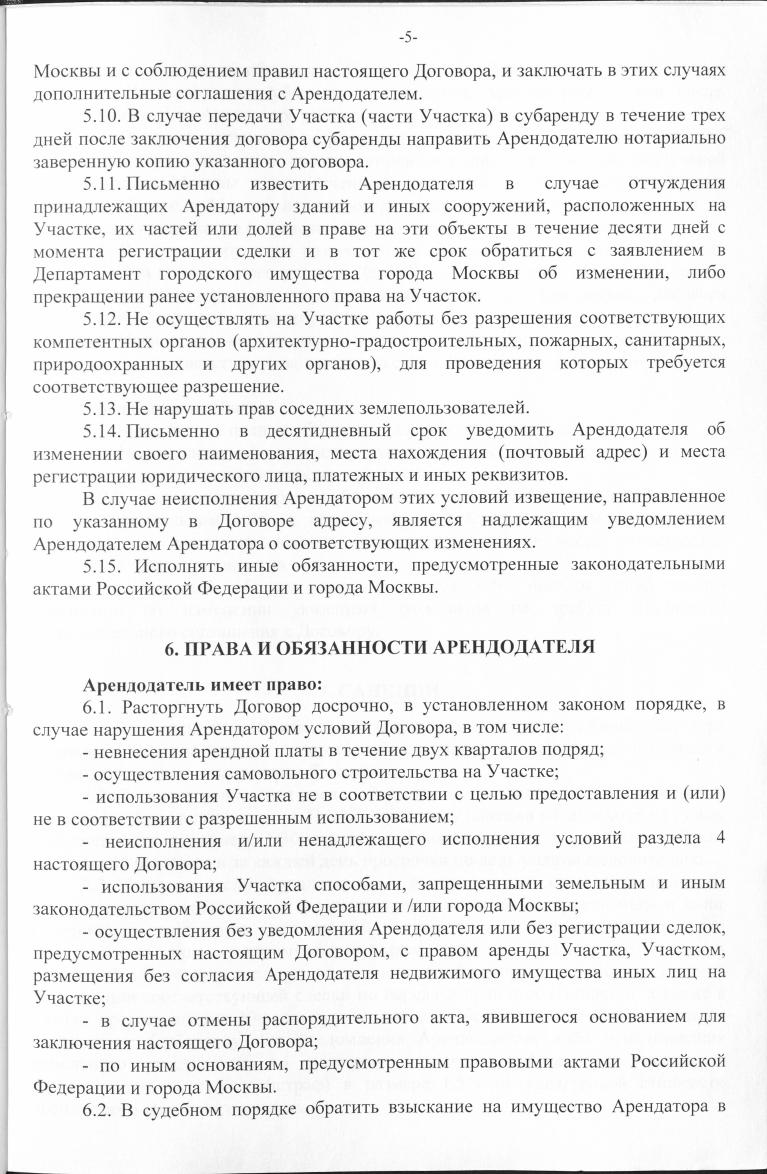 -5-
Москвы и с соблюдением правил настоящего Договора, и заключать в этих случаях
дополнительные соглашения с Арендодателем.
5.10. В случае передачи Участка (части Участка) в субаренду в течение трех
дней после заключения договора субаренды направить Арендодателю нотариально
заверенную копию указанного договора.
5.11. Письменно известить Арендодателя в случае отчуждения
принадлежащих Арендатору зданий и иных сооружений, расположенных на
Участке, их частей или долей в праве на эти объекты в течение десяти дней с
момента регистрации сделки и в тот же срок обратиться с заявлением в
Департамент городского имущества города Москвы об изменении, либо
прекращении ранее установленного права на Участок.
5.12. Не осуществлять на Участке работы без разрешения соответствующих
компетентных органов (архитектурно-градостроительных, пожарных, санитарных,
природоохранных и других органов), для проведения которых требуется
соответствующее разрешение.
5.13. Не нарушать прав соседних землепользователей.
5.14. Письменно в десятидневный срок уведомить Арендодателя об
изменении своего наименования, места нахождения (почтовый адрес) и места
регистрации юридического лица, платежных и иных реквизитов.
В случае неисполнения Арендатором этих условий извещение, направленное
по указанному в Договоре адресу, является надлежащим уведомлением
Арендодателем Арендатора о соответствующих изменениях.
5.15. Исполнять иные обязанности, предусмотренные законодательными
актами Российской Федерации и города Москвы.
6. ПРАВА И ОБЯЗАННОСТИ АРЕНДОДАТЕЛЯ
Арендодатель имеет право:
6.1. Расторгнуть Договор досрочно, в установленном законом порядке, в
случае нарушения Арендатором условий Договора, в том числе:
- невнесения арендной платы в течение двух кварталов подряд;
- осуществления самовольного строительства на Участке;
- использования Участка не в соответствии с целью предоставления и (или)
не в соответствии с разрешенным использованием;
- неисполнения и/или ненадлежащего исполнения условий раздела 4
настоящего Договора;
- использования Участка способами, запрещенными земельным и иным
законодательством Российской Федерации и /или города Москвы;
- осуществления без уведомления Арендодателя или без регистрации сделок,
предусмотренных настоящим Договором, с правом аренды Участка, Участком,
размещения без согласия Арендодателя недвижимого имущества иных лиц на
Участке;
- в случае отмены распорядительного акта, явившегося основанием для
заключения настоящего Договора;
- по иным основаниям, предусмотренным правовыми актами Российской
Федерации и города Москвы.
6.2. В судебном порядке обратить взыскание на имущество Арендатора в